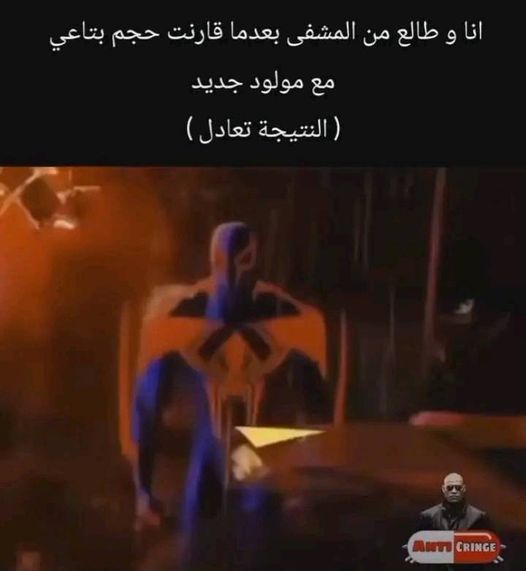 انا و طالع من المشفى بعدما قارنت حجم بتاعي
مع مولود جديد
( النتيجة تعادل )
ANTI CRINGE